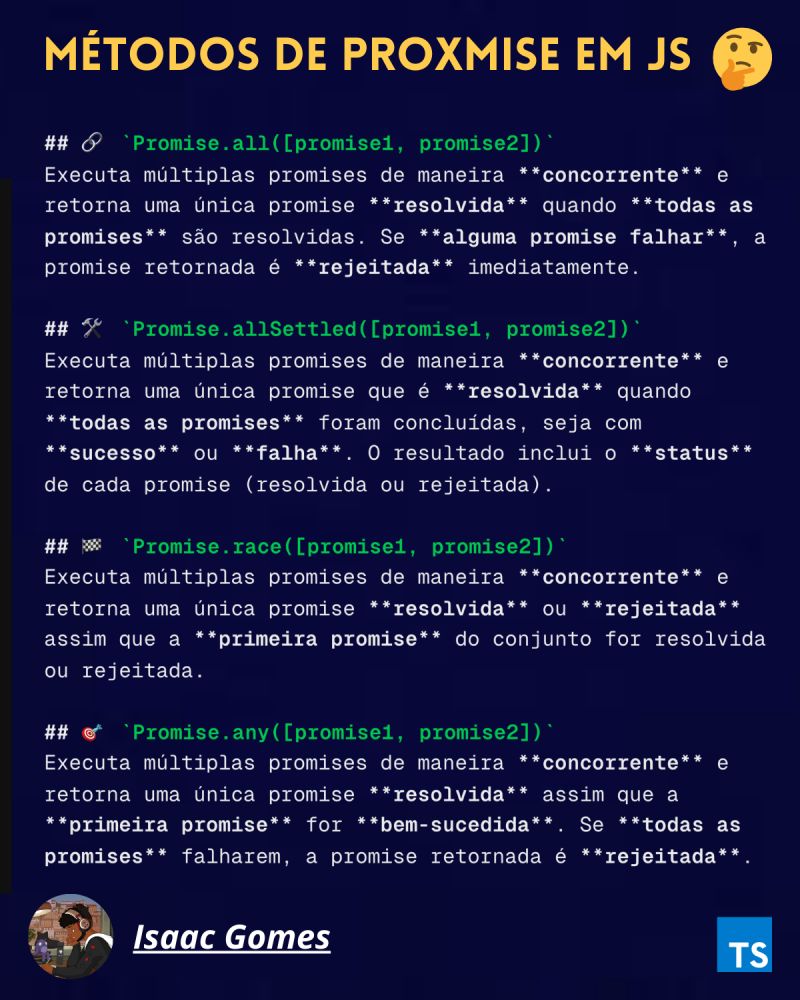 MÉTODOS DE PROXMISE EM JS
## 🔗 `Promise.all([promise1, promise2])`
Executa múltiplas promises de maneira **concorrente** e
retorna uma única promise **resolvida** quando **todas as
promises** são resolvidas. Se **alguma promise falhar**, a
promise retornada é **rejeitada** imediatamente.
## 🛠 `Promise.allSettled([promise1, promise2])`
Executa múltiplas promises de maneira **concorrente** e
retorna uma única promise que é **resolvida** quando
**todas as promises** foram concluídas, seja com
**sucesso** ou **falha**. O resultado inclui o **status**
de cada promise (resolvida ou rejeitada).
## 🏁 `Promise.race([promise1, promise2])`
Executa múltiplas promises de maneira **concorrente** e
retorna uma única promise **resolvida** ou **rejeitada**
assim que a **primeira promise** do conjunto for resolvida
ou rejeitada.
## 🎯 `Promise.any([promise1, promise2])`
Executa múltiplas promises de maneira **concorrente** e
retorna uma única promise **resolvida** assim que a
**primeira promise** for **bem-sucedida**. Se **todas as
promises** falharem, a promise retornada é **rejeitada**.
Isaac Gomes
TS